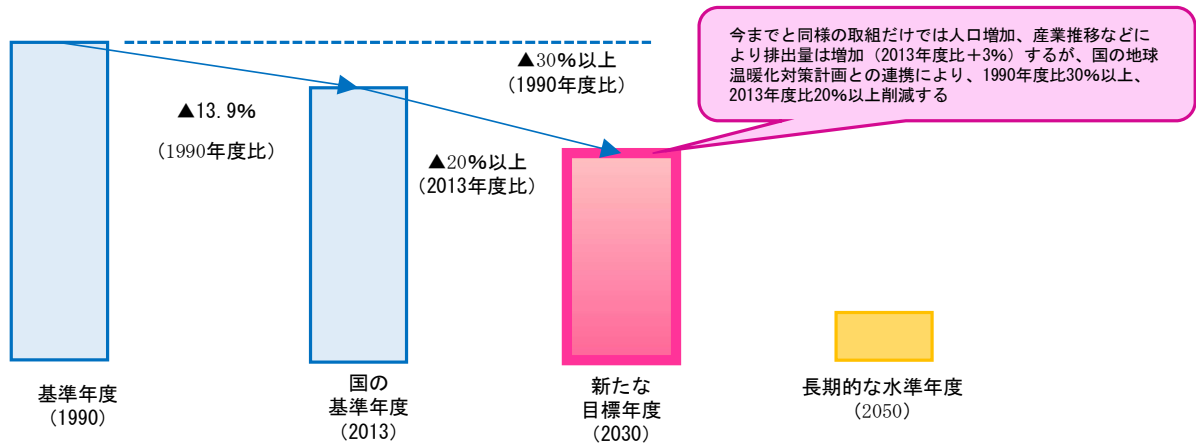 今までと同様の取組だけでは人口増加、産業推移などに
より排出量は増加（2013年度比＋3%）するが、国の地球
温暖化対策計画との連携により、1990年度比30%以上、
2013年度比20%以上削減する
▲30%以上
（1990年度比）
▲13.9%
（1990年度比）
▲20%以上
（2013年度比）
基準年度
（1990）
国の
基準年度
（2013）
新たな
目標年度
（2030）
長期的な水準年度
（2050）